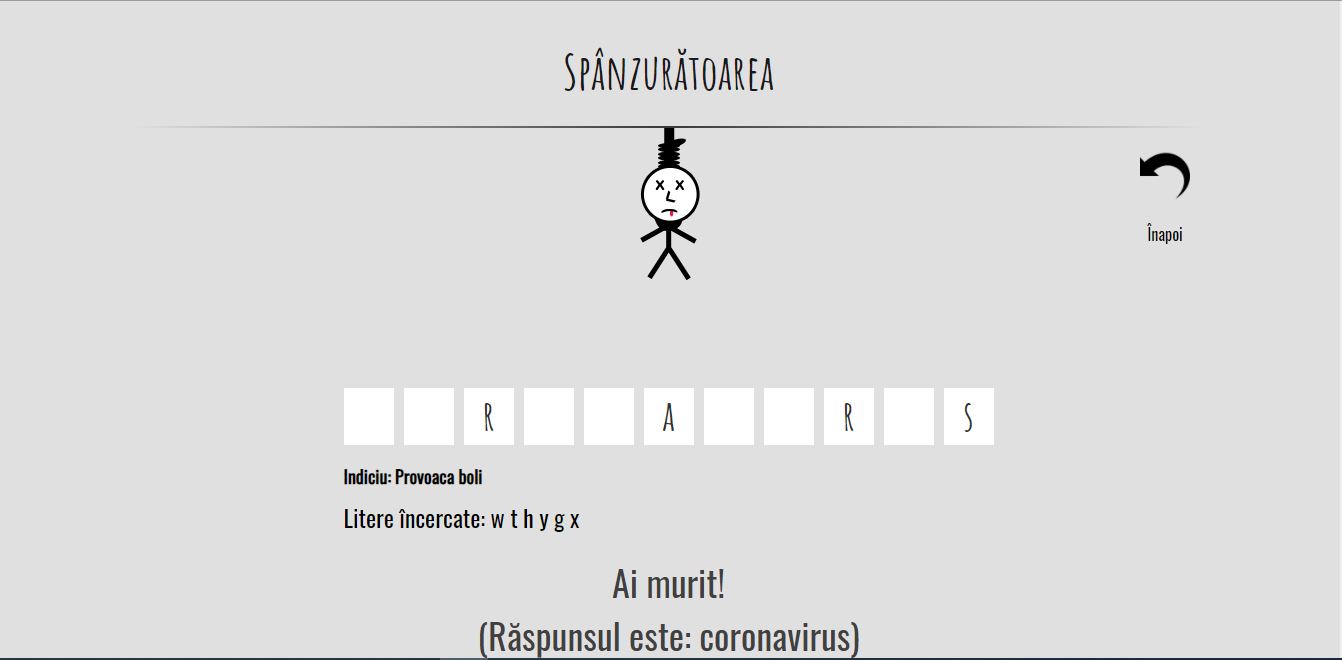 Spânzurătoarea
x x
Înapoi
R A R S
Indiciu: Provoaca boli
Litere încercate: w t h y g x
Ai murit!
(Răspunsul este: coronavirus)